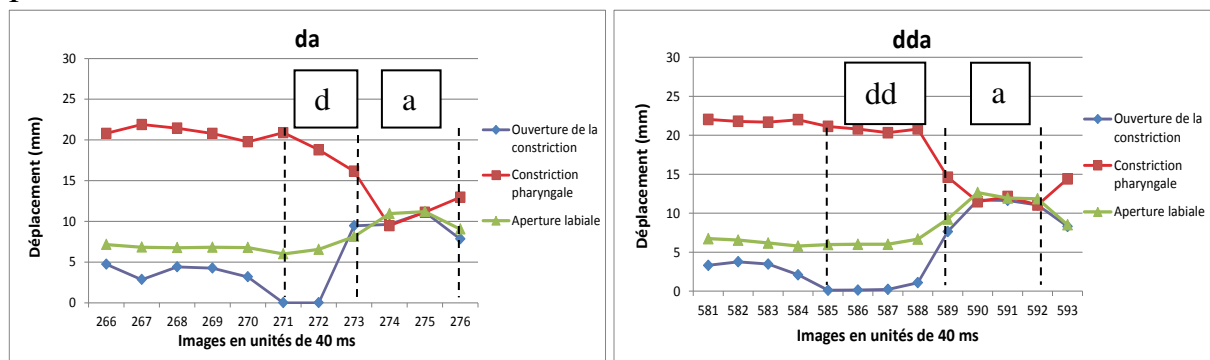 da
30
25
20
15
10
5
0
Déplacement (mm)
d
a
266 267 268 269 270 271 272 273 274 275 276
Images en unités de 40 ms
Ouverture de la
constriction
Constriction
pharyngale
Aperture labiale
dda
30
25
20
15
10
5
0
Déplacement (mm)
dd
a
581 582 583 584 585 586 587 588 589 590 591 592 593
Images en unités de 40 ms
Ouverture de la
constriction
Constriction
pharyngale
Aperture labiale